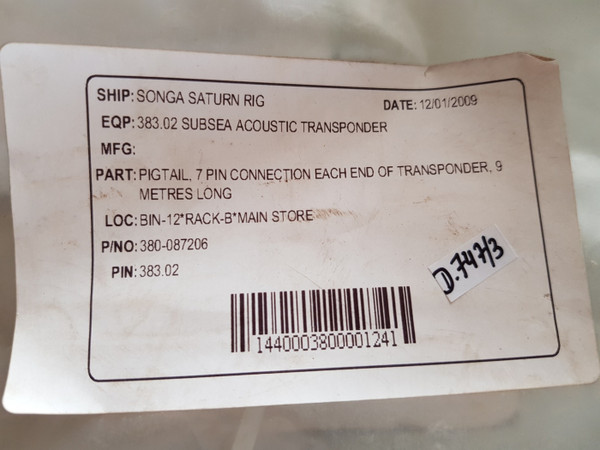 SHIP: SONGA SATURN RIG DATE: 12/01/2009
EQP: 383.02 SUBSEA ACOUSTIC TRANSPONDER
MFG:
PART: PIGTAIL, 7 PIN CONNECTION EACH END OF TRANSPONDER, 9
METRES LONG
LOC: BIN-12*RACK-B*MAIN STORE
P/NO: 380-087206
PIN: 383.02
D.747/3
1440003800001241